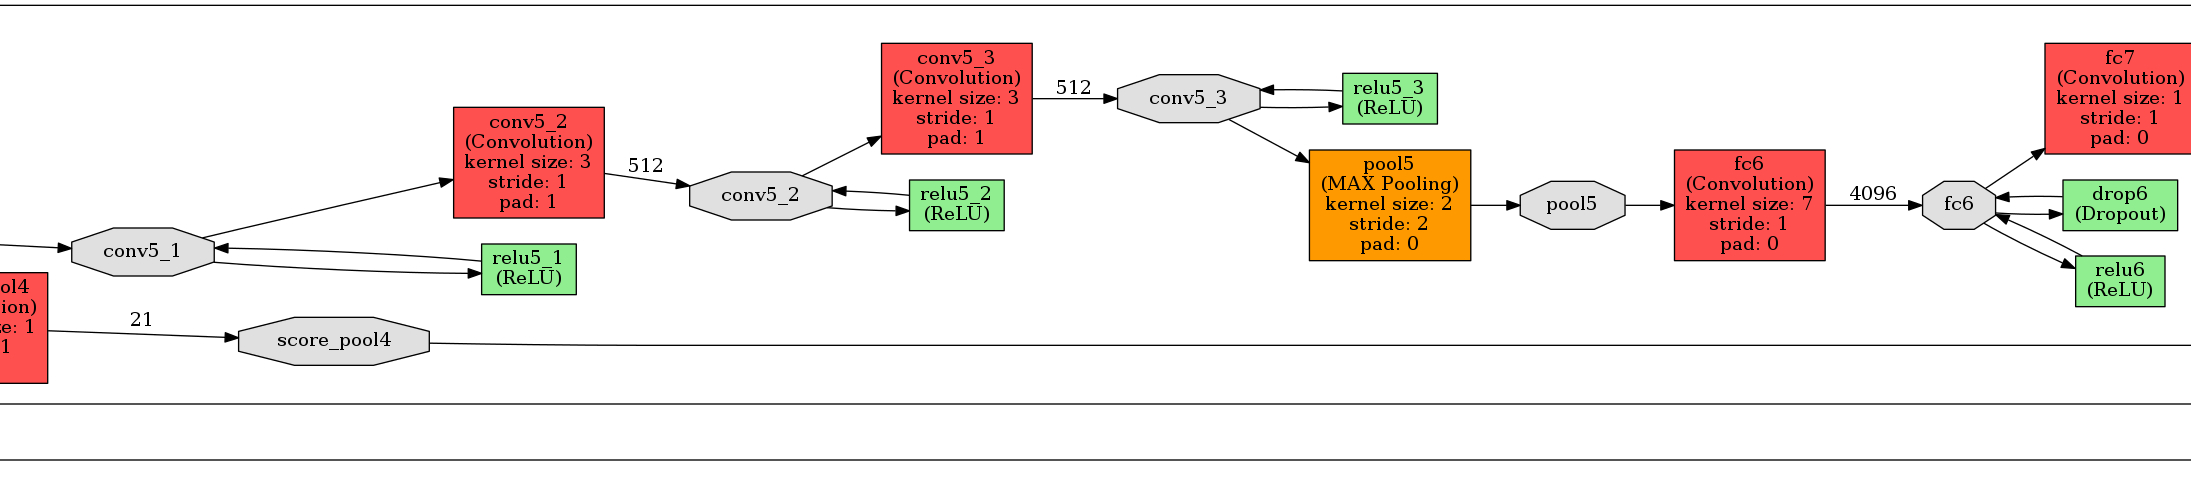 conv5_3
(Convolution)
kernel size: 3
stride: 1
pad: 1
512
conv5_3
relu5_3
(ReLU)
fc7
(Convolution)
kernel size: 1
stride: 1
pad: 0
conv5_2
(Convolution)
kernel size: 3
stride: 1
pad: 1
512
conv5_2
relu5_2
(ReLU)
pool5
(MAX Pooling)
kernel size: 2
stride: 2
pad: 0
pool5
fc6
(Convolution)
kernel size: 7
stride: 1
pad: 0
4096
fc6
drop6
(Dropout)
relu6
(ReLU)
conv5_1
relu5_1
(ReLU)
ol4
ion)
ze: 1
1
21
score_pool4